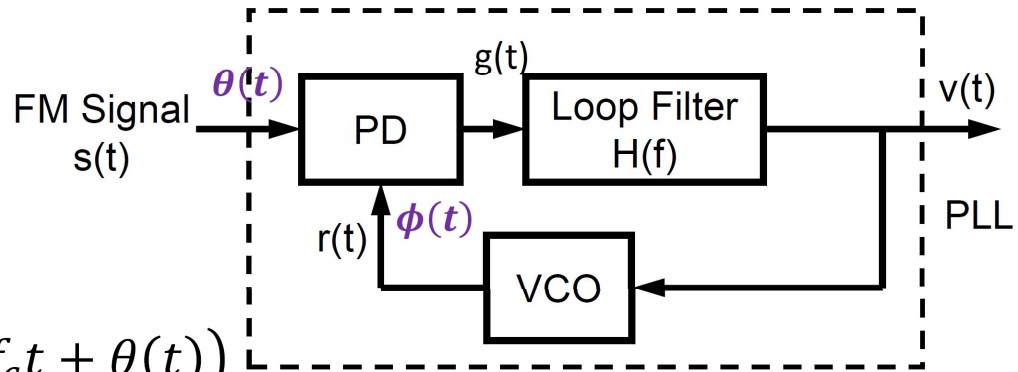 g(t)
θ(t)
v(t)
FM Signal
s(t)
PD
Loop Filter
H(f)
r(t)
ϕ(t)
PLL
VCO
t + θ(t))